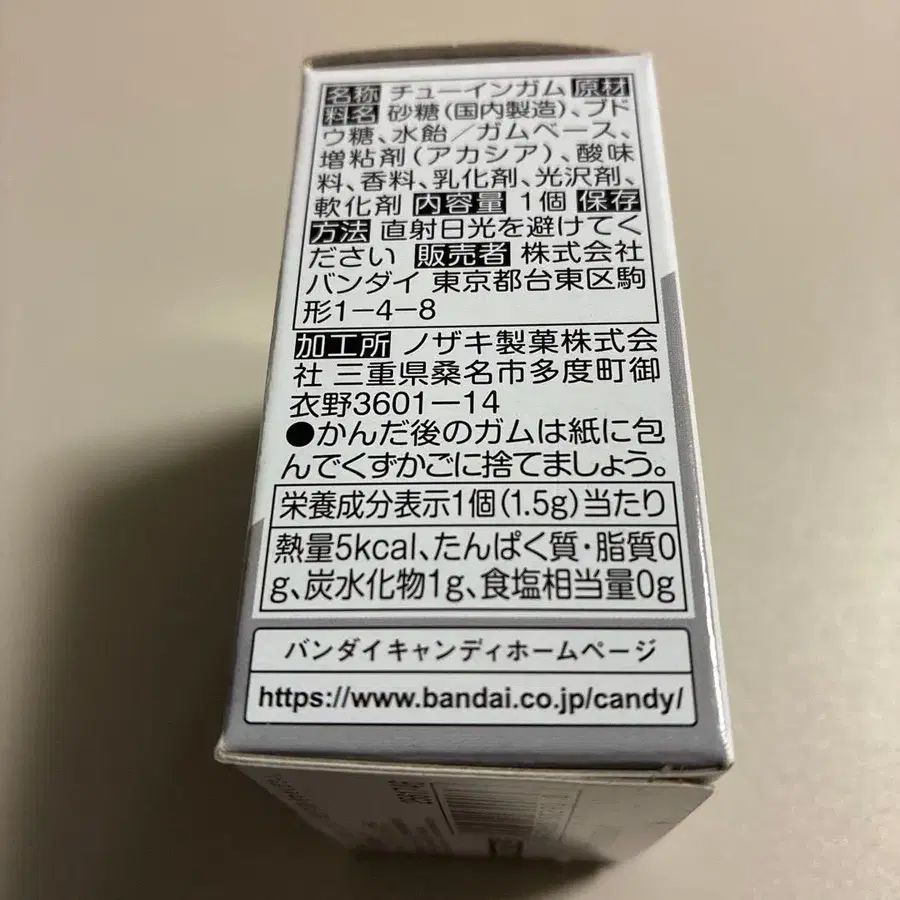 名称 チューインガム 原材
料名 砂糖(国内製造)、ブド
ウ糖、水飴/ガムベース、
増粘剤(アカシア)、酸味
料、香料、乳化剤、光沢剤、
軟化剤 内容量 1個 保存
方法 直射日光を避けてく
ださい 販売者 株式会社
バンダイ 東京都台東区駒
形1-4-8
加工所 ノザキ製菓株式会
社 三重県桑名市多度町御
衣野3601-14
●かんだ後のガムは紙に包
んでくずかごに捨てましょう。
栄養成分表示1個(1.5g)当たり
熱量5kcal、たんぱく質・脂質0
g、炭水化物1g、食塩相当量0g
バンダイキャンディホームページ
https://www.bandai.co.jp/candy/